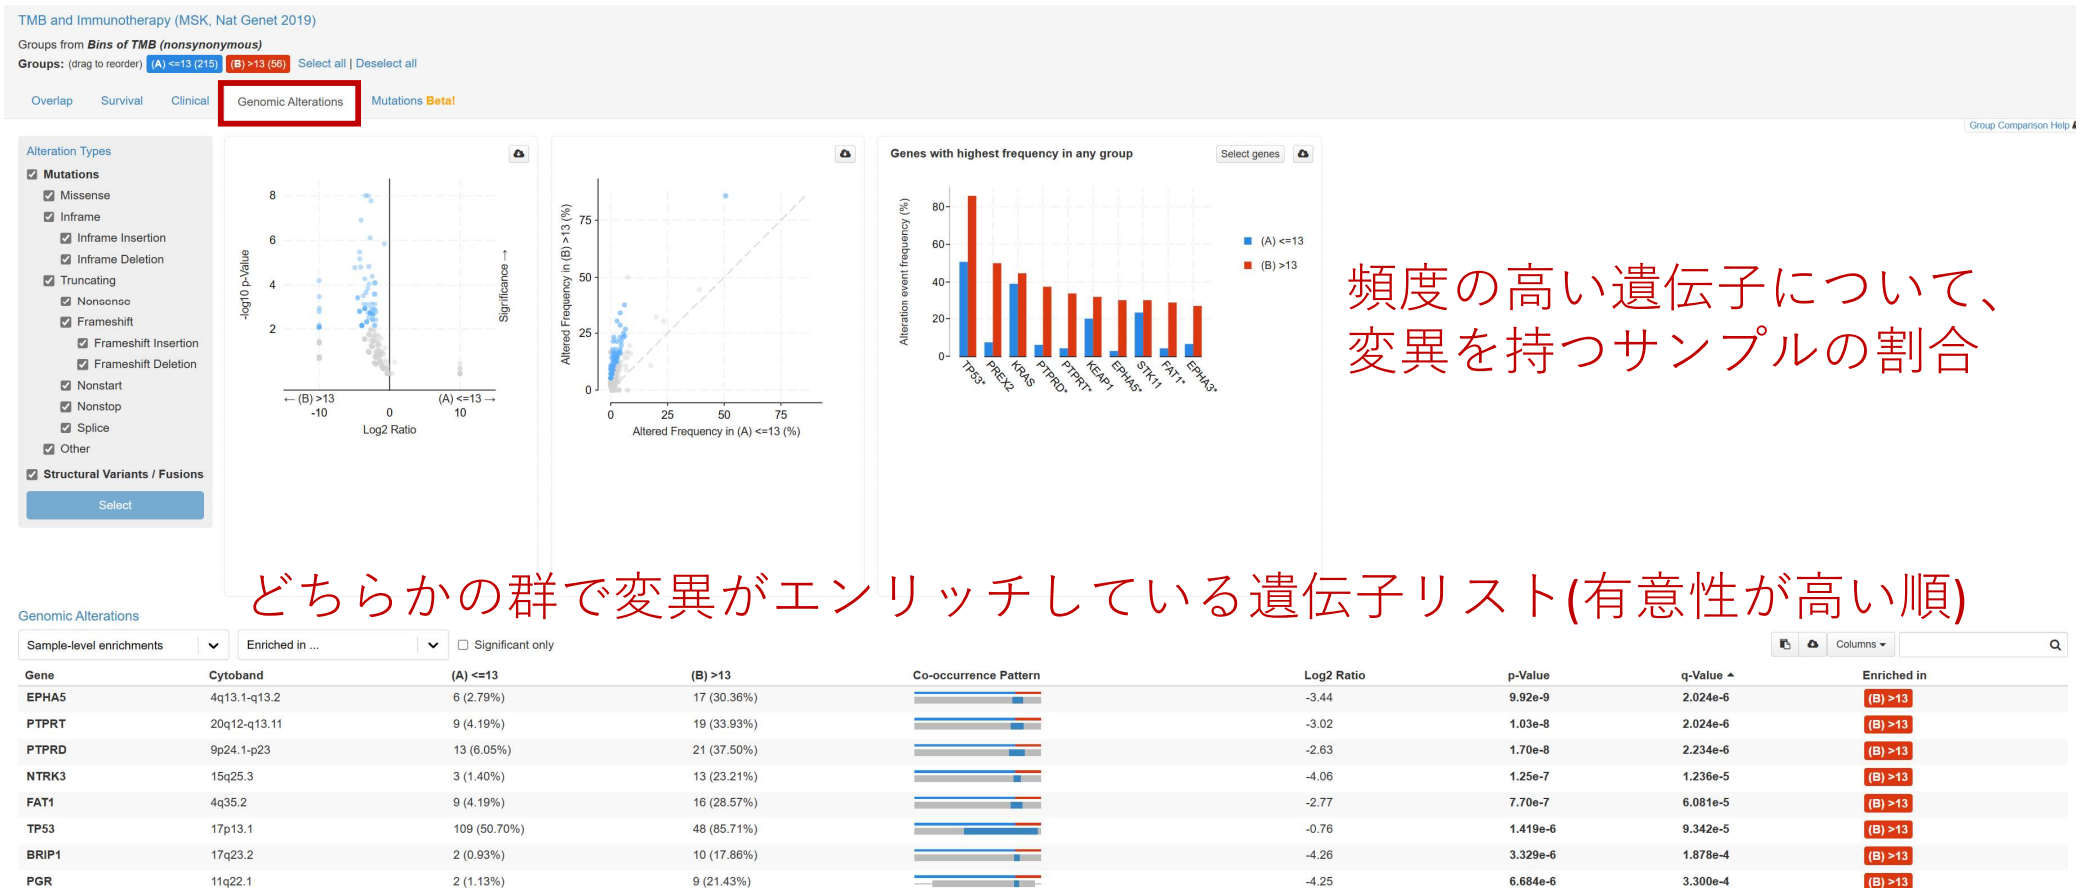 TMB and Immunotherapy (MSK, Nat Genet 2019)
Groups from Bins of TMB (nonsynonymous)
Groups: (drag to reorder) (A) <=13 (215) (B) >13 (56) Select all | Deselect all
Overlap Survival Clinical Genomic Alterations Mutations Beta!
Group Comparison Help
Alteration Types
Mutations
Missense
Inframe
Inframe Insertion
Inframe Deletion
Truncating
Nonsense
Frameshift
Frameshift Insertion
Frameshift Deletion
Nonstart
Nonstop
Splice
Other
Structural Variants / Fusions
Select
8
6
4
2
-log10 p-Value
Significance →
← (B) >13 (A) <=13 →
-10 0 10
Log2 Ratio
75
50
25
0
Altered Frequency in (B) >13 (%)
0 25 50 75
Altered Frequency in (A) <=13 (%)
Genes with highest frequency in any group
Select genes
80
60
40
20
0
Alteration event frequency (%)
TP53* PREX2 KRAS PTPRD* PTPRT* KEAP1 EPHA5* STK11 FAT1* EPHA3*
(A) <=13
(B) >13
頻度の高い遺伝子について、
変異を持つサンプルの割合
どちらかの群で変異がエンリッチしている遺伝子リスト(有意性が高い順)
Genomic Alterations
Sample-level enrichments Enriched in ... Significant only Columns
Gene Cytoband (A) <=13 (B) >13 Co-occurrence Pattern Log2 Ratio p-Value q-Value Enriched in
EPHA5 4q13.1-q13.2 6 (2.79%) 17 (30.36%) -3.44 9.92e-9 2.024e-6 (B) >13
PTPRT 20q12-q13.11 9 (4.19%) 19 (33.93%) -3.02 1.03e-8 2.024e-6 (B) >13
PTPRD 9p24.1-p23 13 (6.05%) 21 (37.50%) -2.63 1.70e-8 2.234e-6 (B) >13
NTRK3 15q25.3 3 (1.40%) 13 (23.21%) -4.06 1.25e-7 1.236e-5 (B) >13
FAT1 4q35.2 9 (4.19%) 16 (28.57%) -2.77 7.70e-7 6.081e-5 (B) >13
TP53 17p13.1 109 (50.70%) 48 (85.71%) -0.76 1.419e-6 9.342e-5 (B) >13
BRIP1 17q23.2 2 (0.93%) 10 (17.86%) -4.26 3.329e-6 1.878e-4 (B) >13
PGR 11q22.1 2 (1.13%) 9 (21.43%) -4.25 6.684e-6 3.300e-4 (B) >13